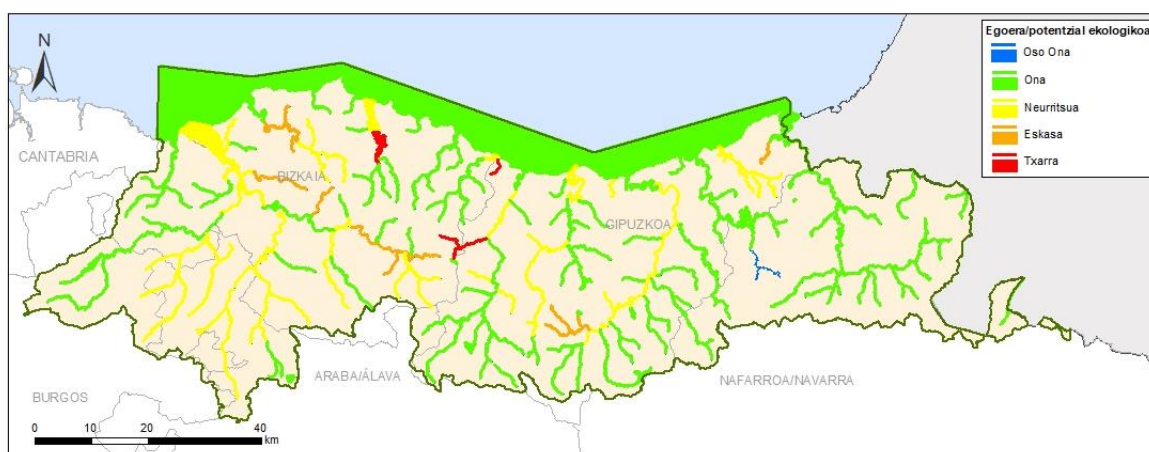 N
Egoera/potentzial ekologikoa
Oso Ona
Ona
Neurritsua
Eskasa
Txarra
CANTABRIA
BIZKAIA
GIPUZKOA
ARABA/ÁLAVA
NAFARROA/NAVARRA
BURGOS
0 10 20 40
km